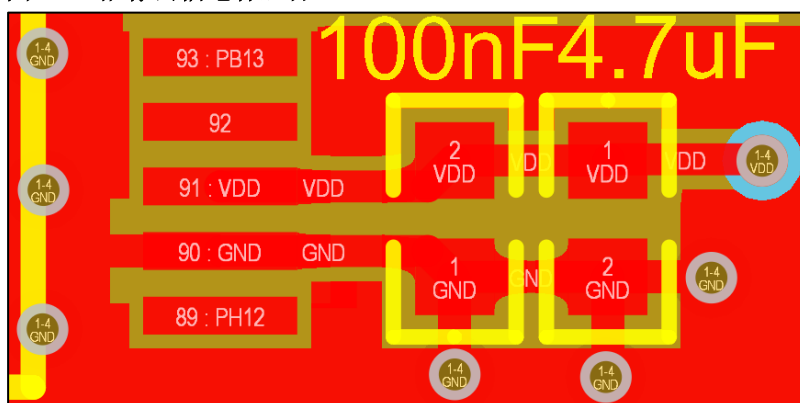 1-4
GND
93 : PB13
100nF4.7uF
92
2
VDD
VDD
1
VDD
VDD
1-4
VDD
1-4
GND
91 : VDD
VDD
90 : GND
GND
1
GND
GND
2
GND
1-4
GND
89 : PH12
1-4
GND
1-4
GND
1-4
GND